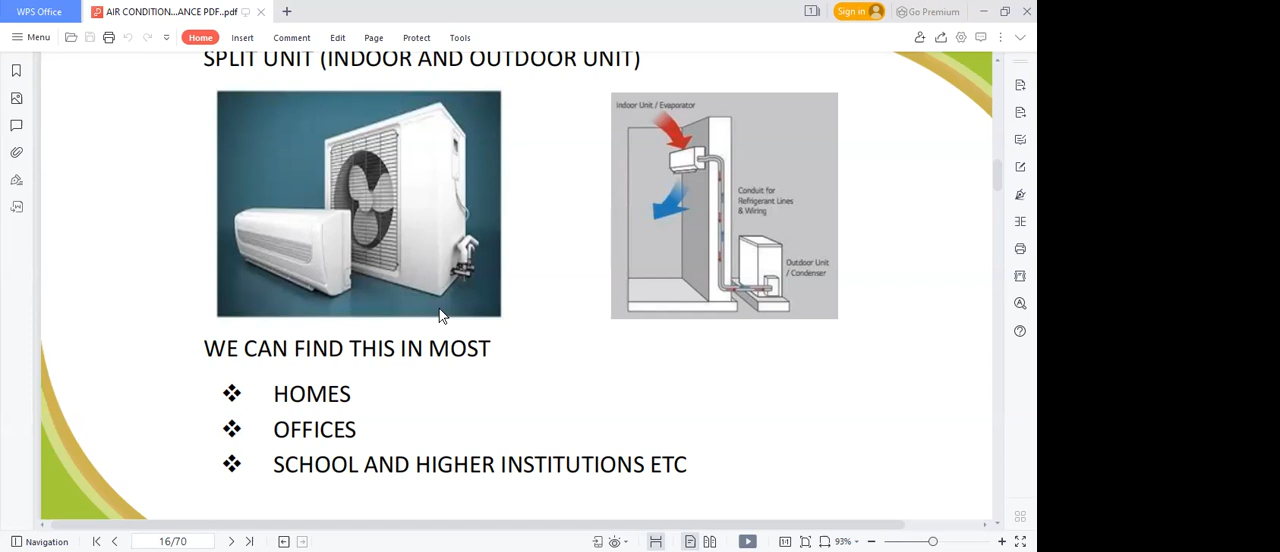 WPS Office
AIR CONDITION...ANCE PDF..pdf
1
Sign in
Go Premium
Menu
Home
Insert
Comment
Edit
Page
Protect
Tools
SPLIT UNIT (INDOOR AND OUTDOOR UNIT)
Indoor Unit / Evaporator
Conduit for
Refrigerant Lines
& Wiring
Outdoor Unit
/ Condenser
WE CAN FIND THIS IN MOST
❖ HOMES
❖ OFFICES
❖ SCHOOL AND HIGHER INSTITUTIONS ETC
Navigation
16/70
93%